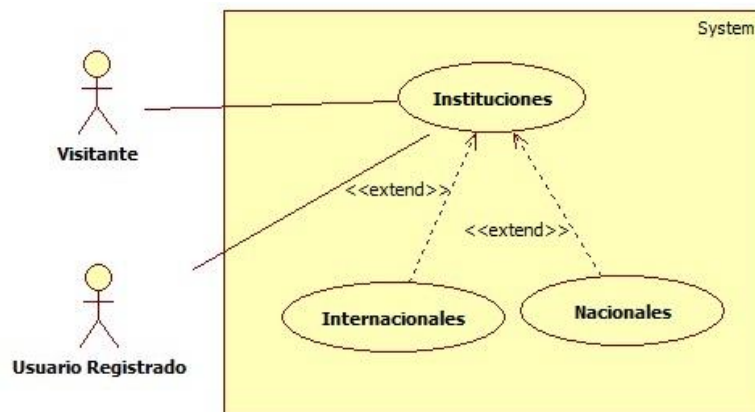 System
Instituciones
Visitante
<<extend>>
<<extend>>
Internacionales
Nacionales
Usuario Registrado